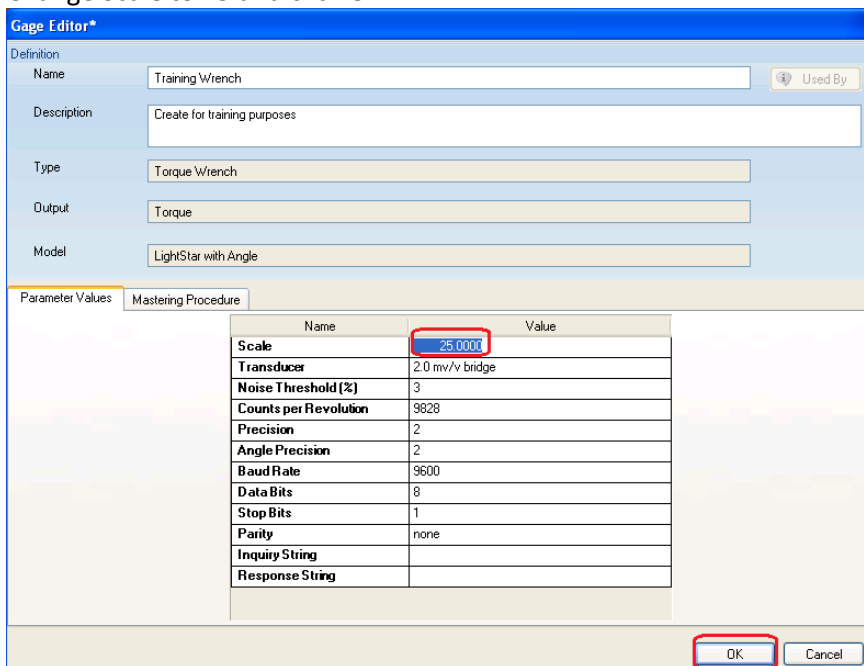 Gage Editor*
Definition
Name Training Wrench Used By
Description Create for training purposes
Type Torque Wrench
Output Torque
Model LightStar with Angle
Parameter Values Mastering Procedure
Name Value
Scale 25.0000
Transducer 2.0 mv/v bridge
Noise Threshold (%) 3
Counts per Revolution 9828
Precision 2
Angle Precision 2
Baud Rate 9600
Data Bits 8
Stop Bits 1
Parity none
Inquiry String
Response String
OK Cancel